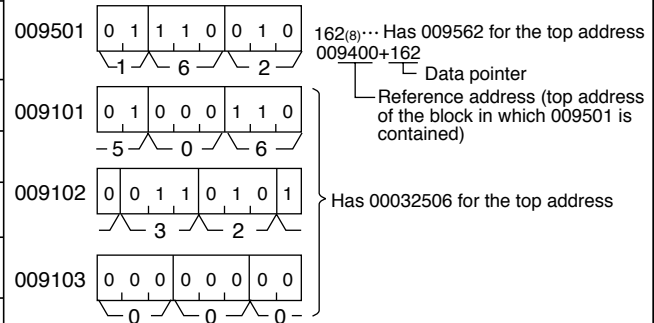 009501 0 1 1 1 0 0 1 0
1 6 2
162(8)··· Has 009562 for the top address
009400+162
Data pointer
Reference address (top address
of the block in which 009501 is
contained)
009101 0 1 0 0 0 1 1 0
5 0 6
009102 0 0 1 1 0 1 0 1
3 2
Has 00032506 for the top address
009103 0 0 0 0 0 0 0 0
0 0 0